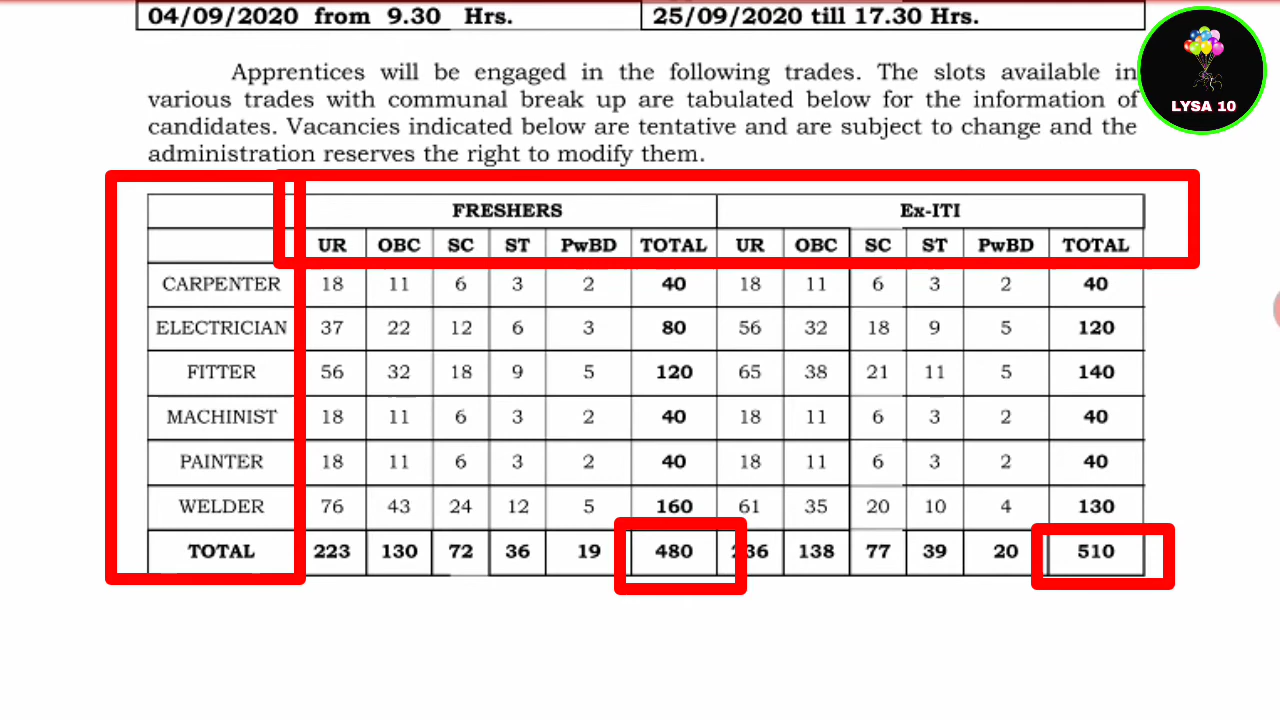 04/09/2020 from 9.30 Hrs. 25/09/2020 till 17.30 Hrs.
LYSA 10
Apprentices will be engaged in the following trades. The slots available in
various trades with communal break up are tabulated below for the information of
candidates. Vacancies indicated below are tentative and are subject to change and the
administration reserves the right to modify them.
FRESHERS Ex-ITI
UR OBC SC ST PwBD TOTAL UR OBC SC ST PwBD TOTAL
CARPENTER 18 11 6 3 2 40 18 11 6 3 2 40
ELECTRICIAN 37 22 12 6 3 80 56 32 18 9 5 120
FITTER 56 32 18 9 5 120 65 38 21 11 5 140
MACHINIST 18 11 6 3 2 40 18 11 6 3 2 40
PAINTER 18 11 6 3 2 40 18 11 6 3 2 40
WELDER 76 43 24 12 5 160 61 35 20 10 4 130
TOTAL 223 130 72 36 19 480 236 138 77 39 20 510